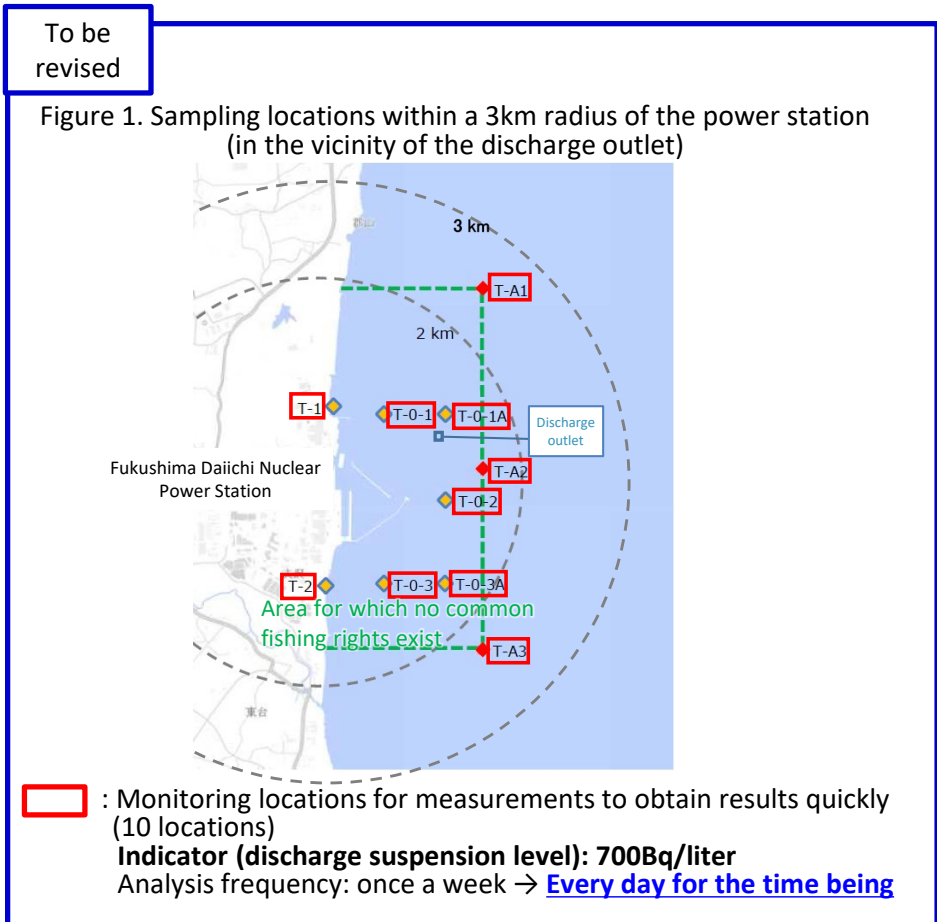 To be
revised
Figure 1. Sampling locations within a 3km radius of the power station
(in the vicinity of the discharge outlet)
郡山
3 km
T-A1
2 km
T-1
T-0-1
T-0-1A
Discharge
outlet
Fukushima Daiichi Nuclear
Power Station
T-A2
T-0-2
T-2
T-0-3
T-0-3A
Area for which no common
fishing rights exist
T-A3
東台
: Monitoring locations for measurements to obtain results quickly
(10 locations)
Indicator (discharge suspension level): 700Bq/liter
Analysis frequency: once a week → Every day for the time being